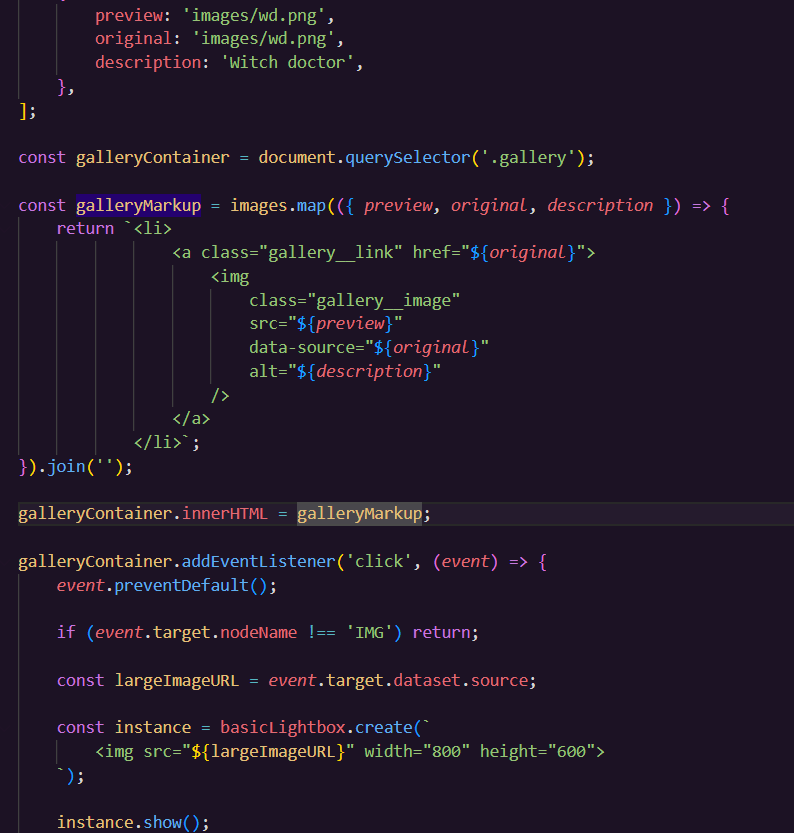 preview: 'images/wd.png',
original: 'images/wd.png',
description: 'Witch doctor',
},
];
const galleryContainer = document.querySelector('.gallery');
const galleryMarkup = images.map(({ preview, original, description }) => {
return `<li>
<a class="gallery__link" href="${original}">
<img
class="gallery__image"
src="${preview}"
data-source="${original}"
alt="${description}"
/>
</a>
</li>`;
}).join('');
galleryContainer.innerHTML = galleryMarkup;
galleryContainer.addEventListener('click', (event) => {
event.preventDefault();
if (event.target.nodeName !== 'IMG') return;
const largeImageURL = event.target.dataset.source;
const instance = basicLightbox.create(`
<img src="${largeImageURL}" width="800" height="600">
`);
instance.show();